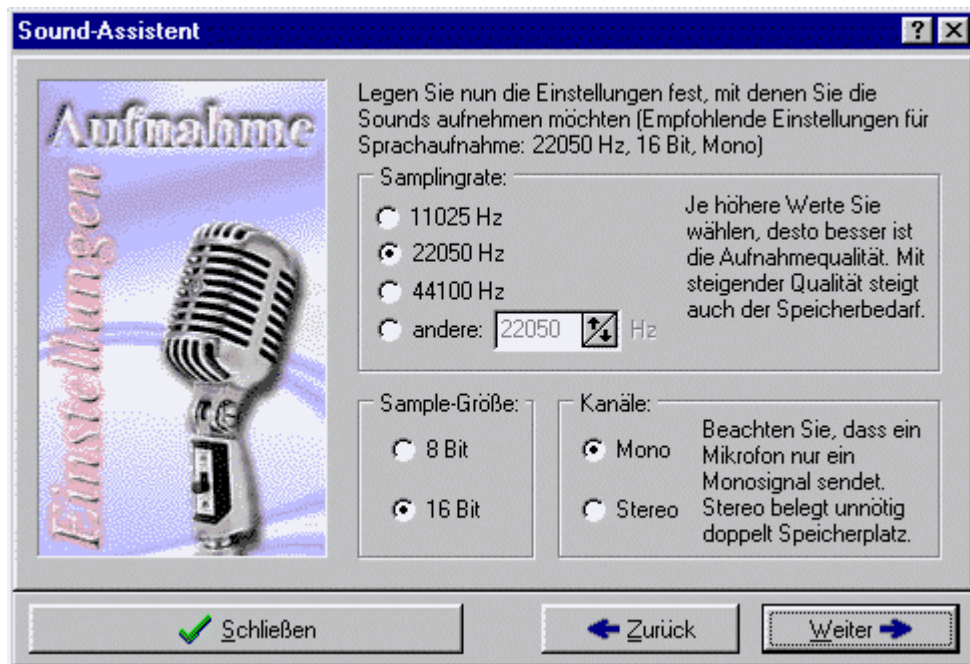 Sound-Assistent
Aufnahme
Einstellungen
Legen Sie nun die Einstellungen fest, mit denen Sie die
Sounds aufnehmen möchten (Empfohlende Einstellungen für
Sprachaufnahme: 22050 Hz, 16 Bit, Mono)
Samplingrate:
11025 Hz
22050 Hz
44100 Hz
andere: 22050 Hz
Je höhere Werte Sie
wählen, desto besser ist
die Aufnahmequalität. Mit
steigender Qualität steigt
auch der Speicherbedarf.
Sample-Größe:
8 Bit
16 Bit
Kanäle:
Mono
Stereo
Beachten Sie, dass ein
Mikrofon nur ein
Monosignal sendet.
Stereo belegt unnötig
doppelt Speicherplatz.
Schließen
Zurück
Weiter